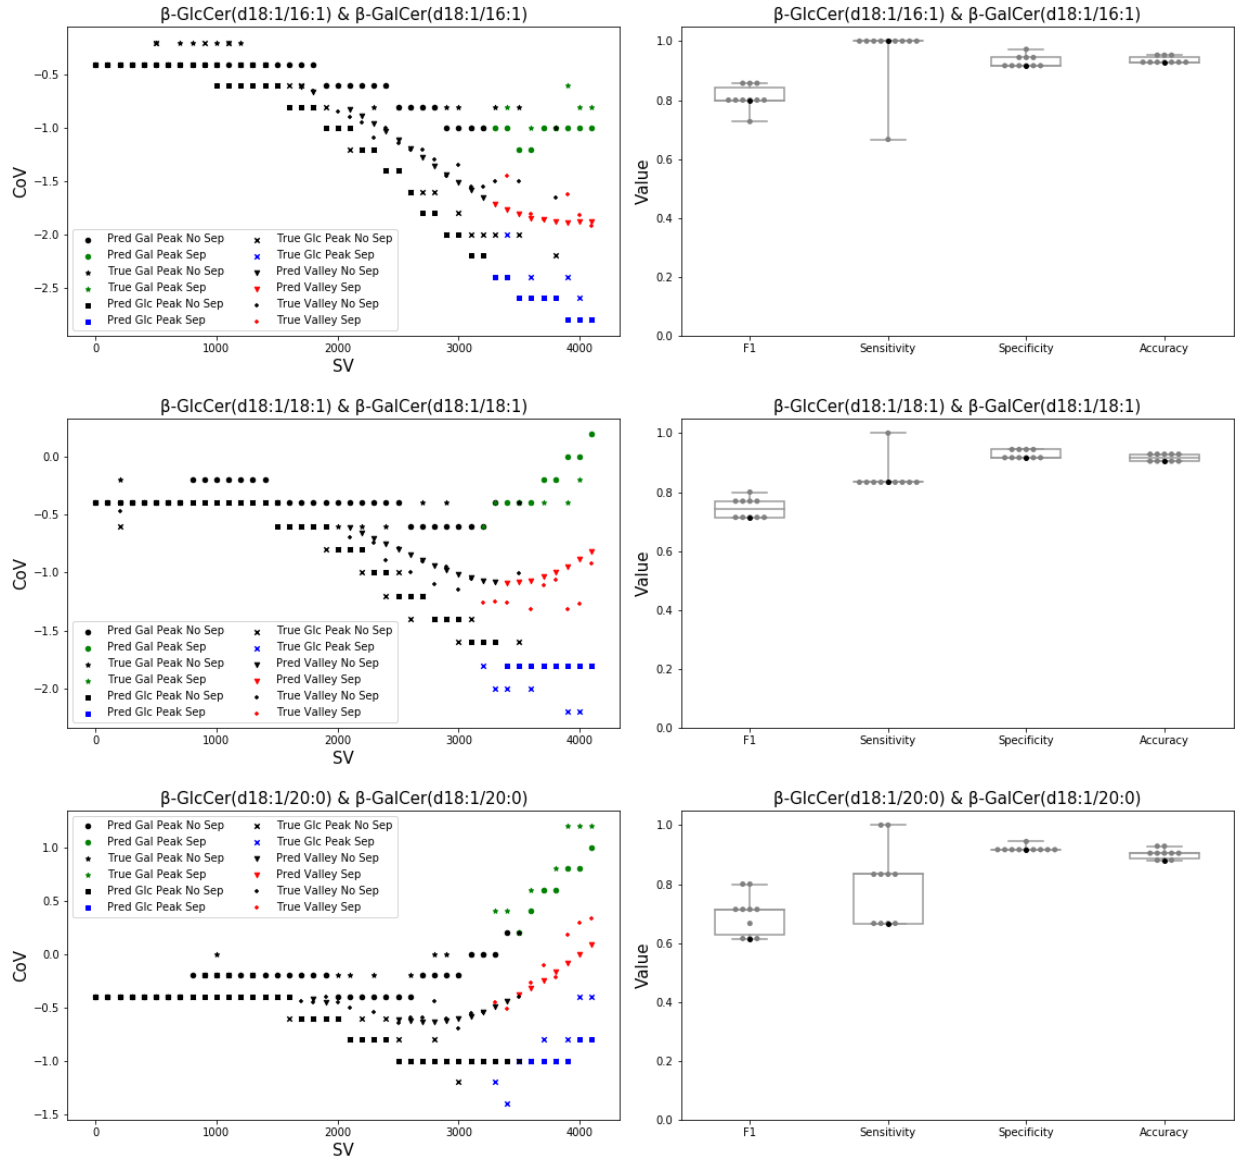 β-GlcCer(d18:1/16:1) & β-GalCer(d18:1/16:1)
CoV
−0.5
−1.0
−1.5
−2.0
−2.5
Pred Gal Peak No Sep
Pred Gal Peak Sep
True Gal Peak No Sep
True Gal Peak Sep
Pred Glc Peak No Sep
Pred Glc Peak Sep
True Glc Peak No Sep
True Glc Peak Sep
Pred Valley No Sep
Pred Valley Sep
True Valley No Sep
True Valley Sep
0 1000 2000 3000 4000
SV
β-GlcCer(d18:1/16:1) & β-GalCer(d18:1/16:1)
Value
1.0
0.8
0.6
0.4
0.2
0.0
F1 Sensitivity Specificity Accuracy
β-GlcCer(d18:1/18:1) & β-GalCer(d18:1/18:1)
CoV
0.0
−0.5
−1.0
−1.5
−2.0
Pred Gal Peak No Sep
Pred Gal Peak Sep
True Gal Peak No Sep
True Gal Peak Sep
Pred Glc Peak No Sep
Pred Glc Peak Sep
True Glc Peak No Sep
True Glc Peak Sep
Pred Valley No Sep
Pred Valley Sep
True Valley No Sep
True Valley Sep
0 1000 2000 3000 4000
SV
β-GlcCer(d18:1/18:1) & β-GalCer(d18:1/18:1)
Value
1.0
0.8
0.6
0.4
0.2
0.0
F1 Sensitivity Specificity Accuracy
β-GlcCer(d18:1/20:0) & β-GalCer(d18:1/20:0)
CoV
1.0
0.5
0.0
−0.5
−1.0
−1.5
Pred Gal Peak No Sep
Pred Gal Peak Sep
True Gal Peak No Sep
True Gal Peak Sep
Pred Glc Peak No Sep
Pred Glc Peak Sep
True Glc Peak No Sep
True Glc Peak Sep
Pred Valley No Sep
Pred Valley Sep
True Valley No Sep
True Valley Sep
0 1000 2000 3000 4000
SV
β-GlcCer(d18:1/20:0) & β-GalCer(d18:1/20:0)
Value
1.0
0.8
0.6
0.4
0.2
0.0
F1 Sensitivity Specificity Accuracy